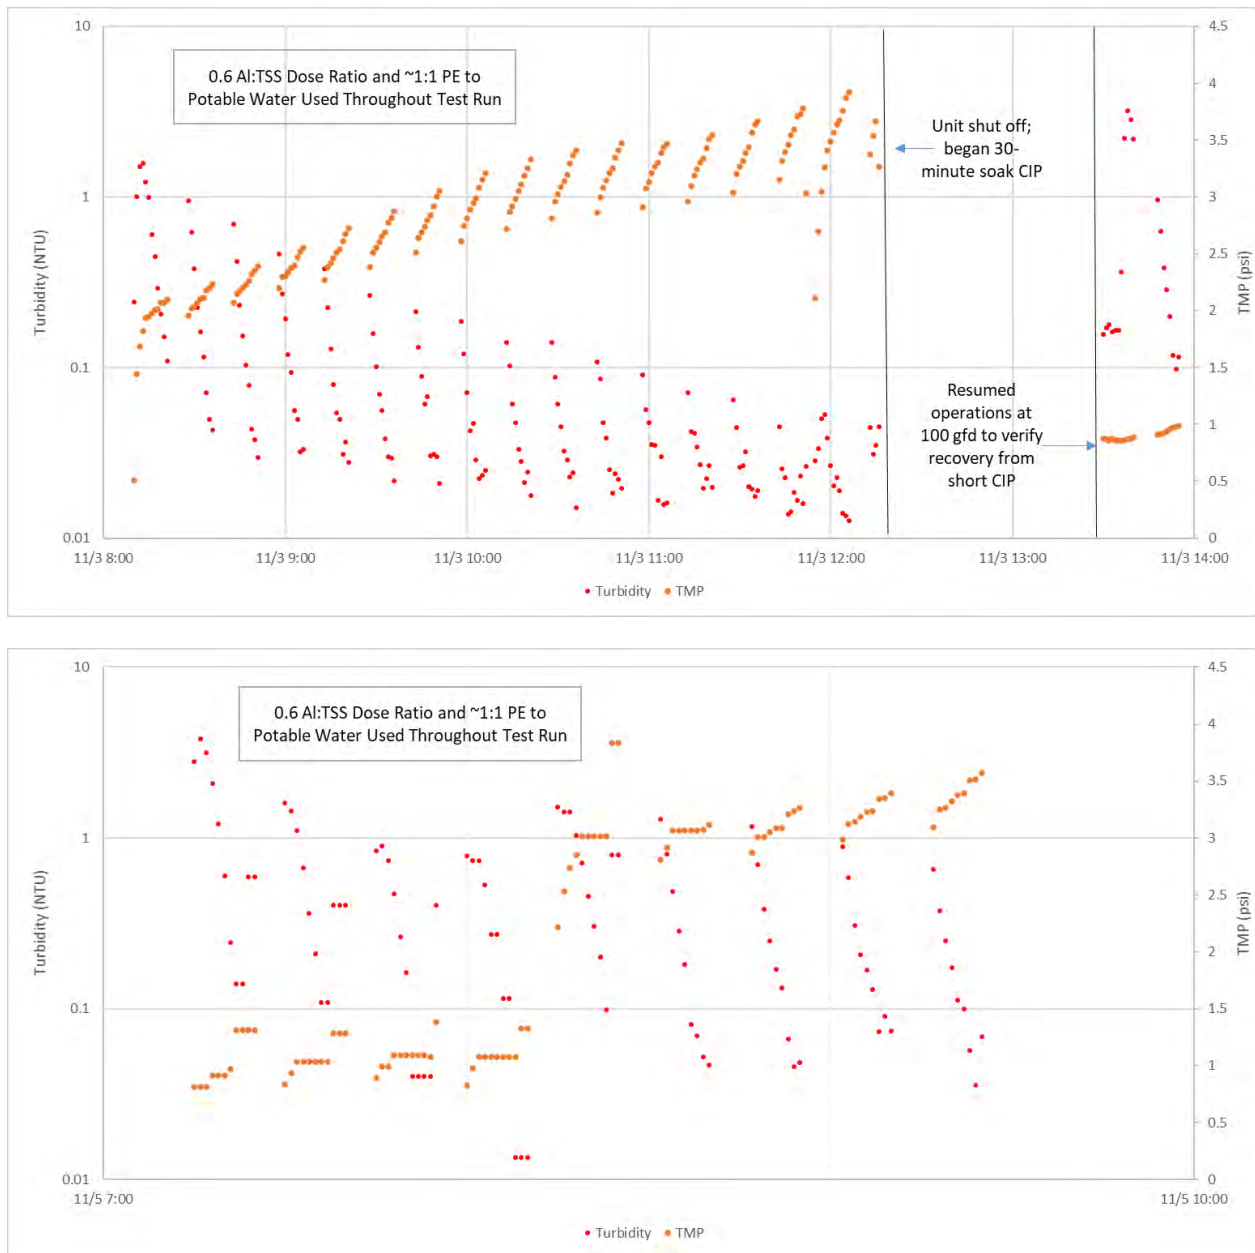 10
4.5
0.6 Al:TSS Dose Ratio and ~1:1 PE to
Potable Water Used Throughout Test Run
4
3.5
Unit shut off;
began 30-
minute soak CIP
1
3
2.5
Turbidity (NTU)
TMP (psi)
2
0.1
1.5
Resumed
operations at
100 gfd to verify
recovery from
short CIP
1
0.5
0.01
0
11/3 8:00
11/3 9:00
11/3 10:00
11/3 11:00
11/3 12:00
11/3 13:00
11/3 14:00
Turbidity
TMP
10
4.5
0.6 Al:TSS Dose Ratio and ~1:1 PE to
Potable Water Used Throughout Test Run
4
3.5
1
3
2.5
Turbidity (NTU)
TMP (psi)
2
0.1
1.5
1
0.5
0.01
0
11/5 7:00
11/5 10:00
Turbidity
TMP